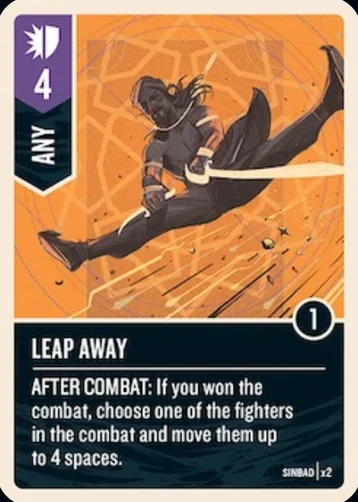 4
ANY
1
LEAP AWAY
AFTER COMBAT: If you won the
combat, choose one of the fighters
in the combat and move them up
to 4 spaces.
SINBAD | x2